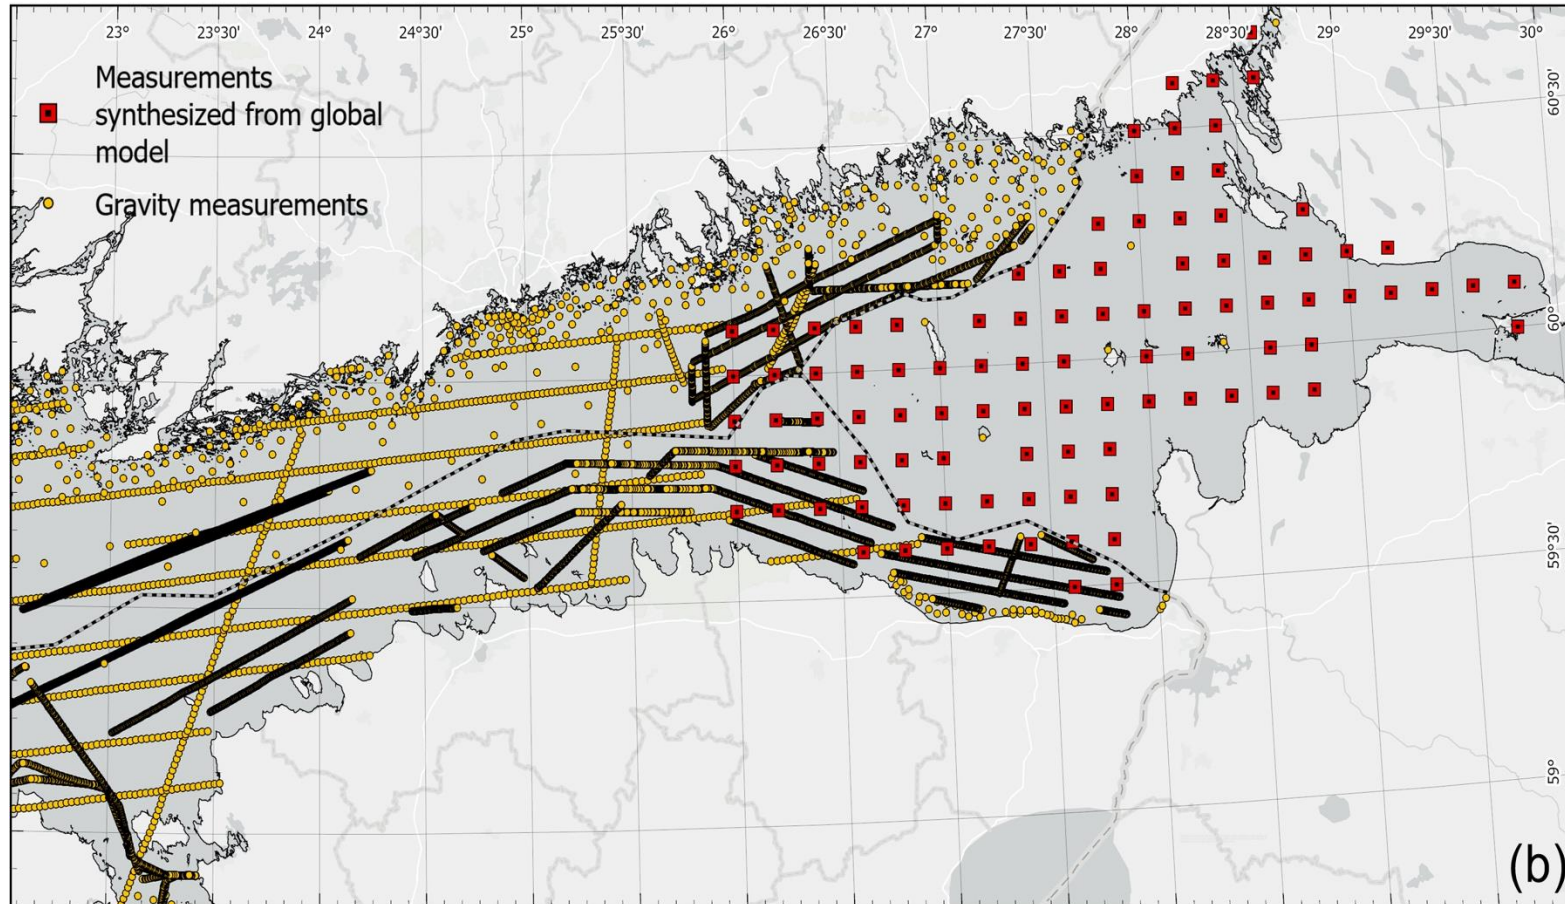 23° 23°30' 24° 24°30' 25° 25°30' 26° 26°30' 27° 27°30' 28° 28°30' 29° 29°30' 30°
Measurements
synthesized from global
model
Gravity measurements
60°30'
60°
59°30'
59°
(b)